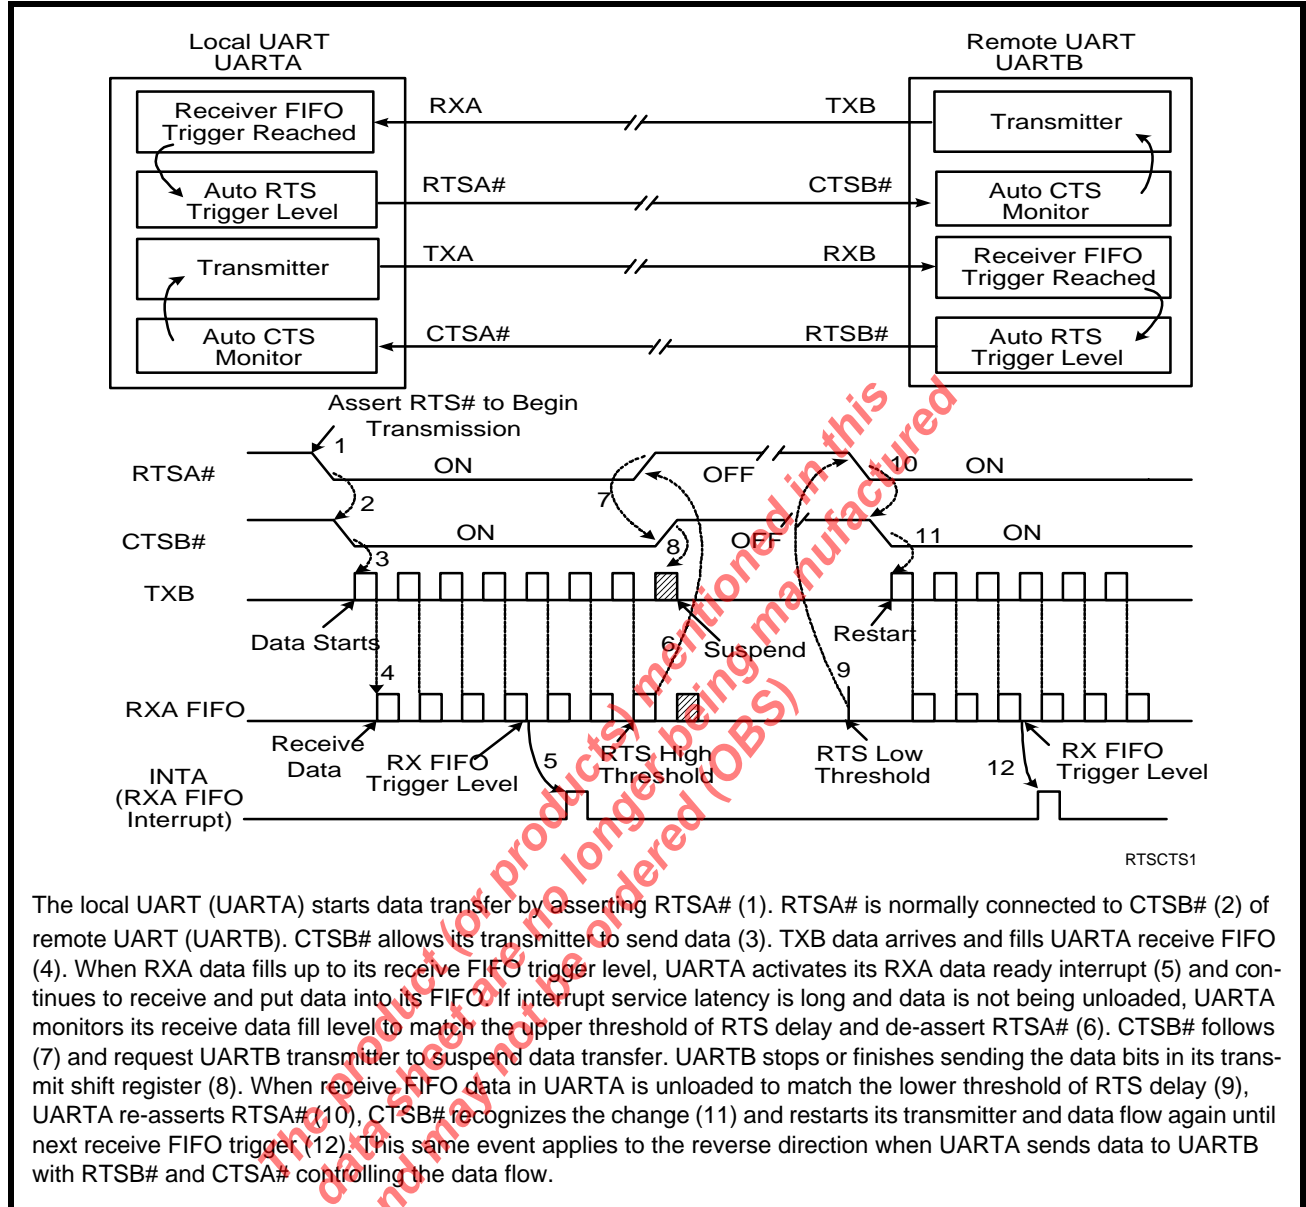 Local UART
UARTA
Remote UART
UARTB
Receiver FIFO
Trigger Reached
RXA
TXB
Transmitter
Auto RTS
Trigger Level
RTSA#
CTSB#
Auto CTS
Monitor
Transmitter
TXA
RXB
Receiver FIFO
Trigger Reached
Auto CTS
Monitor
CTSA#
RTSB#
Auto RTS
Trigger Level
Assert RTS# to Begin
Transmission
1
RTSA#
ON
OFF
10
ON
2
7
CTSB#
ON
8
OFF
11
ON
3
TXB
Data Starts
6
Suspend
Restart
4
9
RXA FIFO
Receive
Data
RX FIFO
Trigger Level
5
RTS High
Threshold
RTS Low
Threshold
12
RX FIFO
Trigger Level
INTA
(RXA FIFO
Interrupt)
RTSCTS1
The local UART (UARTA) starts data transfer by asserting RTSA# (1). RTSA# is normally connected to CTSB# (2) of
remote UART (UARTB). CTSB# allows its transmitter to send data (3). TXB data arrives and fills UARTA receive FIFO
(4). When RXA data fills up to its receive FIFO trigger level, UARTA activates its RXA data ready interrupt (5) and con-
tinues to receive and put data into its FIFO. If interrupt service latency is long and data is not being unloaded, UARTA
monitors its receive data fill level to match the upper threshold of RTS delay and de-assert RTSA# (6). CTSB# follows
(7) and request UARTB transmitter to suspend data transfer. UARTB stops or finishes sending the data bits in its trans-
mit shift register (8). When receive FIFO data in UARTA is unloaded to match the lower threshold of RTS delay (9),
UARTA re-asserts RTSA# (10), CTSB# recognizes the change (11) and restarts its transmitter and data flow again until
next receive FIFO trigger (12). This same event applies to the reverse direction when UARTA sends data to UARTB
with RTSB# and CTSA# controlling the data flow.
The product (or products) mentioned in this
data sheet are no longer being manufactured
and may not be ordered (OBS)